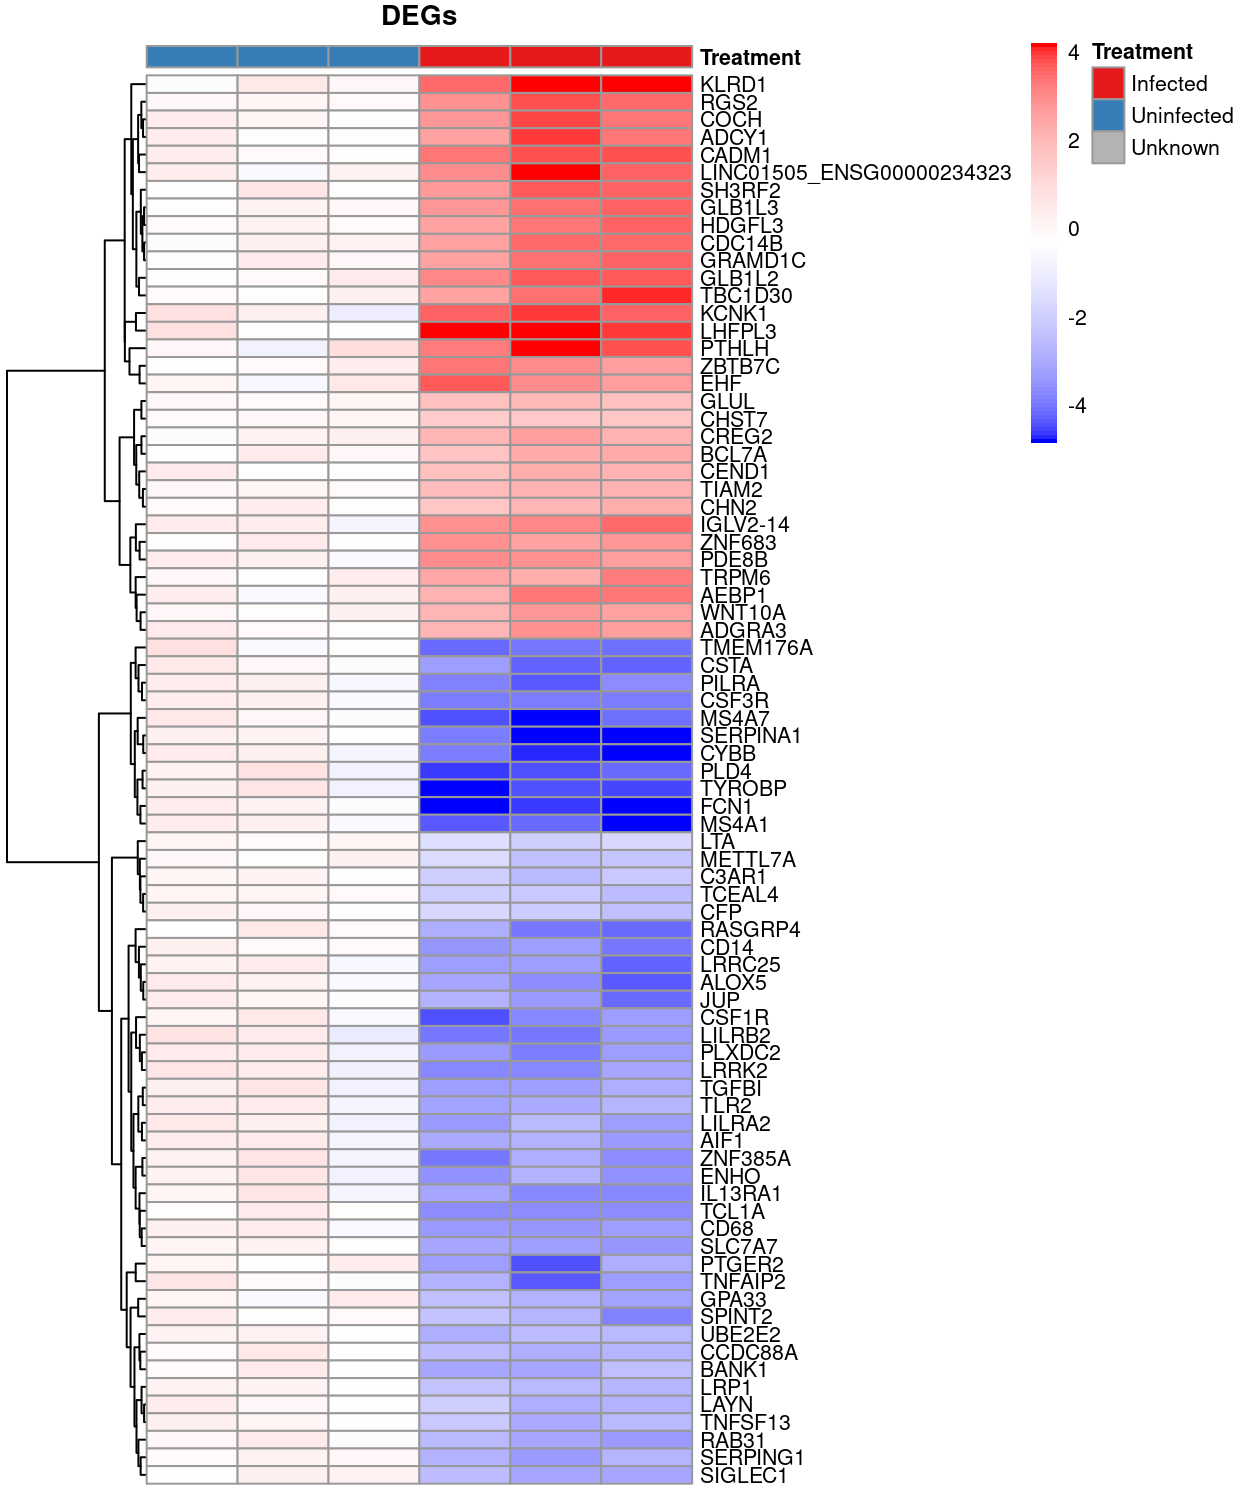 DEGs
Treatment
KLRD1
RGS2
COCH
ADCY1
CADM1
LINC01505_ENSG00000234323
SH3RF2
GLB1L3
HDGFL3
CDC14B
GRAMD1C
GLB1L2
TBC1D30
KCNK1
LHFPL3
PTHLH
ZBTB7C
EHF
GLUL
CHST7
CREG2
BCL7A
CEND1
TIAM2
CHN2
IGLV2-14
ZNF683
PDE8B
TRPM6
AEBP1
WNT10A
ADGRA3
TMEM176A
CSTA
PILRA
CSF3R
MS4A7
SERPINA1
CYBB
PLD4
TYROBP
FCN1
MS4A1
LTA
METTL7A
C3AR1
TCEAL4
CFP
RASGRP4
CD14
LRRC25
ALOX5
JUP
CSF1R
LILRB2
PLXDC2
LRRK2
TGFBI
TLR2
LILRA2
AIF1
ZNF385A
ENHO
IL13RA1
TCL1A
CD68
SLC7A7
PTGER2
TNFAIP2
GPA33
SPINT2
UBE2E2
CCDC88A
BANK1
LRP1
LAYN
TNFSF13
RAB31
SERPING1
SIGLEC1
4
2
0
-2
-4
Treatment
Infected
Uninfected
Unknown